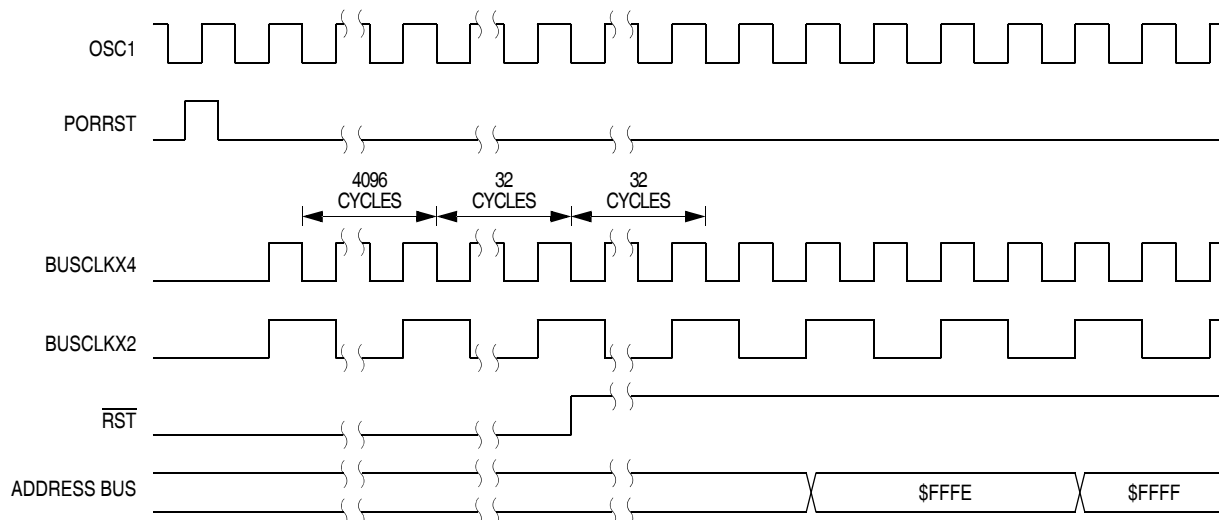 OSC1
PORRST
4096
CYCLES
32
CYCLES
32
CYCLES
BUSCLKX4
BUSCLKX2
RST
ADDRESS BUS
$FFFE
$FFFF